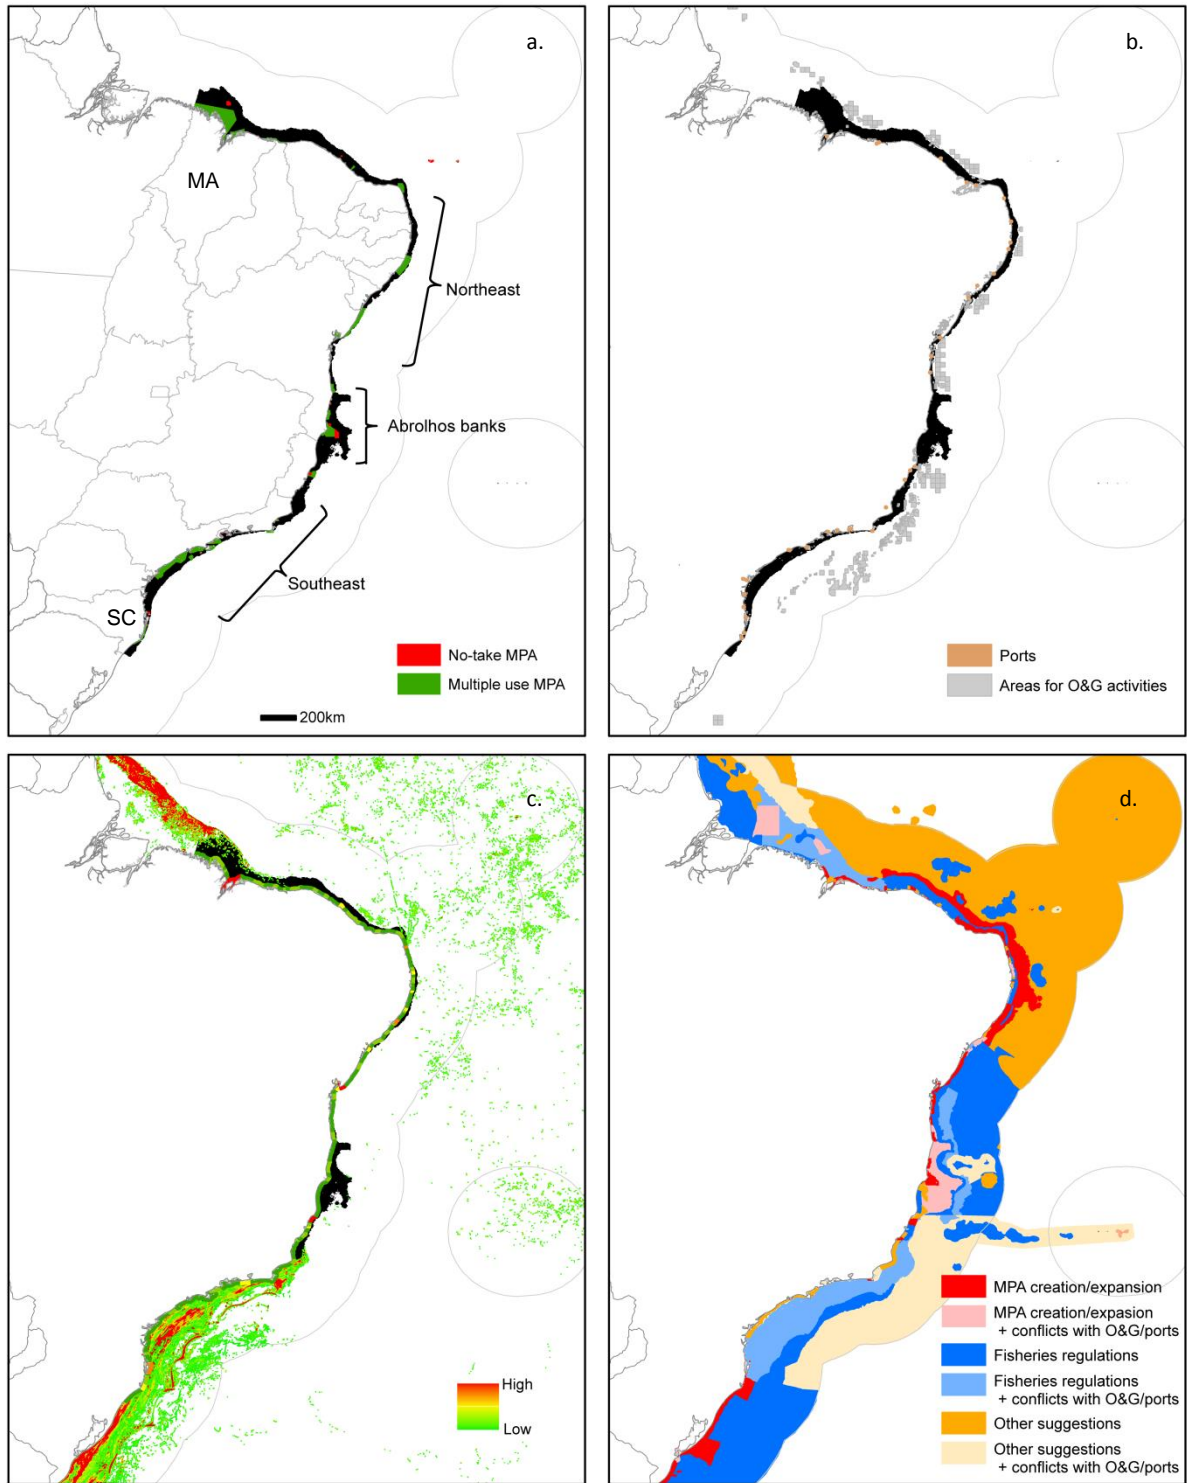 a.
MA
Northeast
Abrolhos banks
Southeast
SC
No-take MPA
Multiple use MPA
200km
b.
Ports
Areas for O&G activities
c.
High
Low
d.
MPA creation/expansion
MPA creation/expasion
+ conflicts with O&G/ports
Fisheries regulations
Fisheries regulations
+ conflicts with O&G/ports
Other suggestions
Other suggestions
+ conflicts with O&G/ports